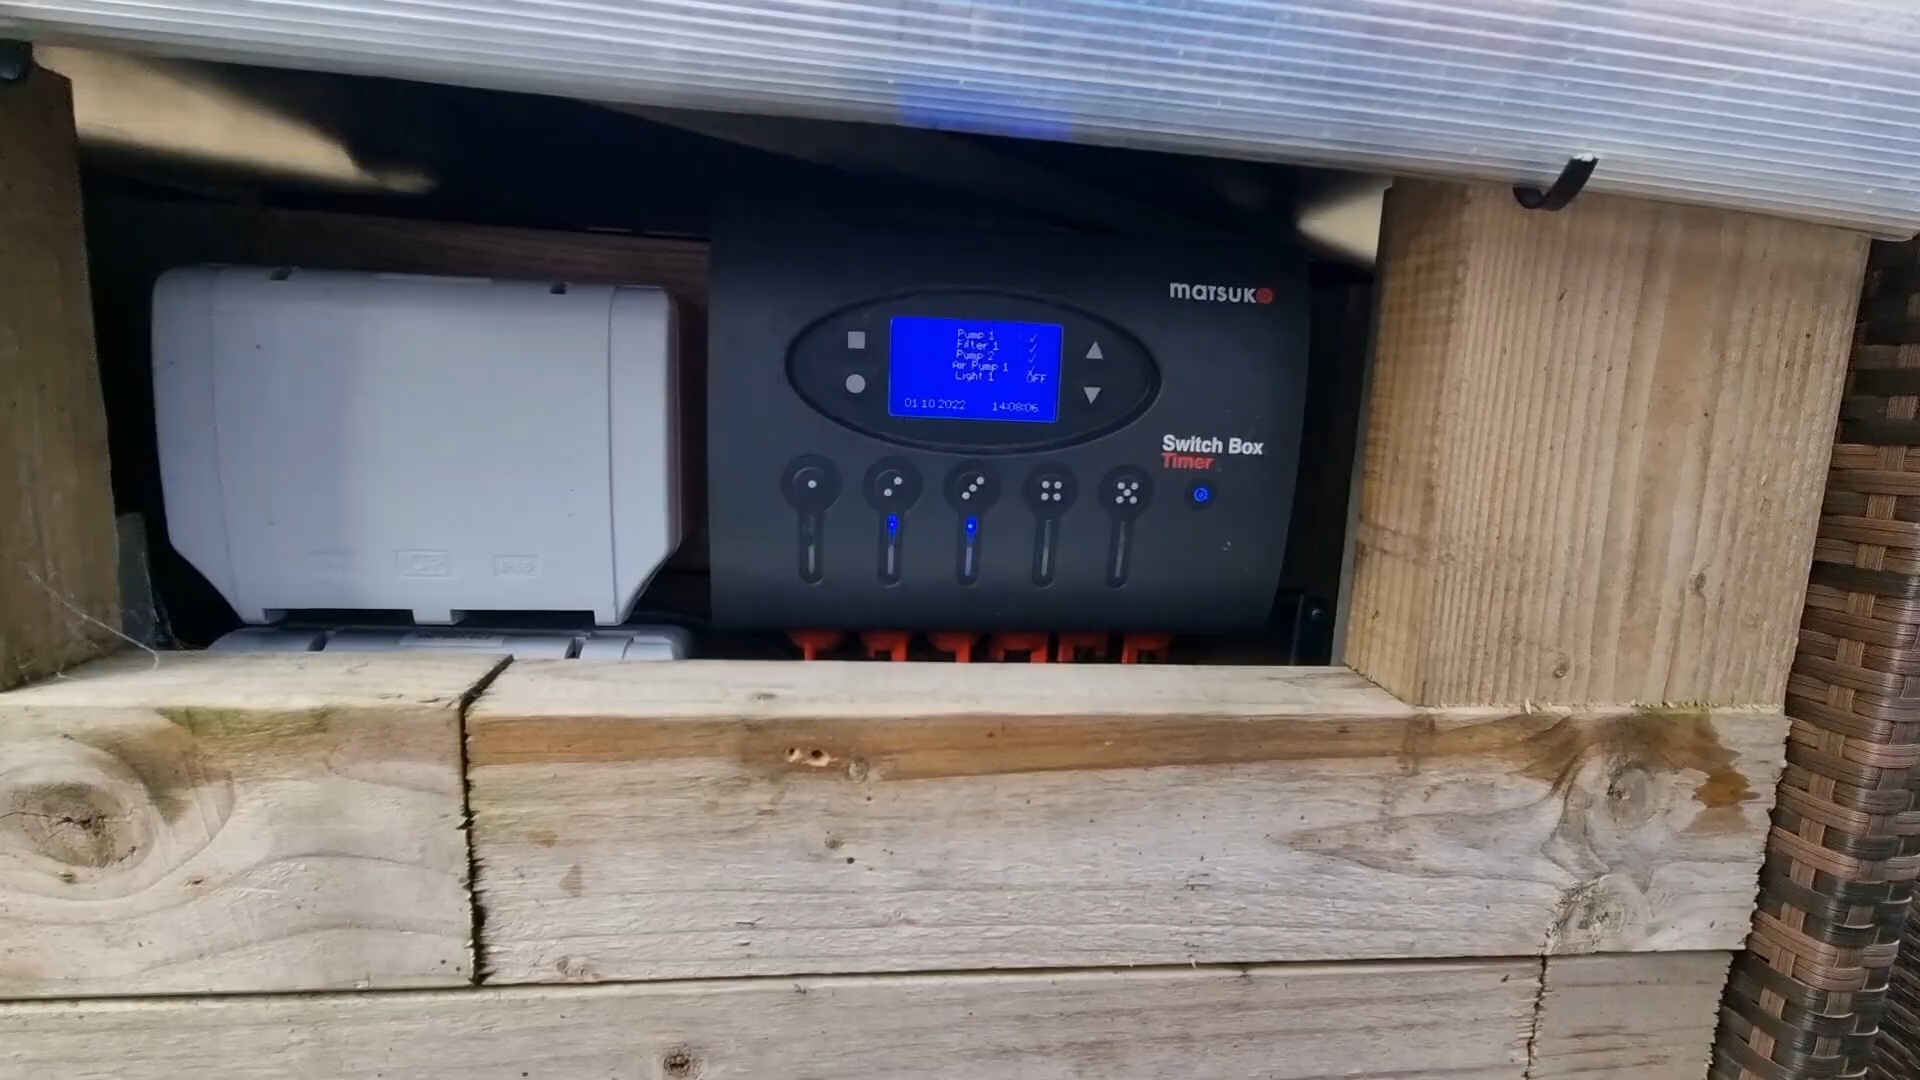 matsuko
Pump 1 ✓
Filter 1 ✓
Pump 2 ✓
Air Pump 1 ✓
Light 1 OFF
01 10 2022 14:08:06
Switch Box
Timer
IP65